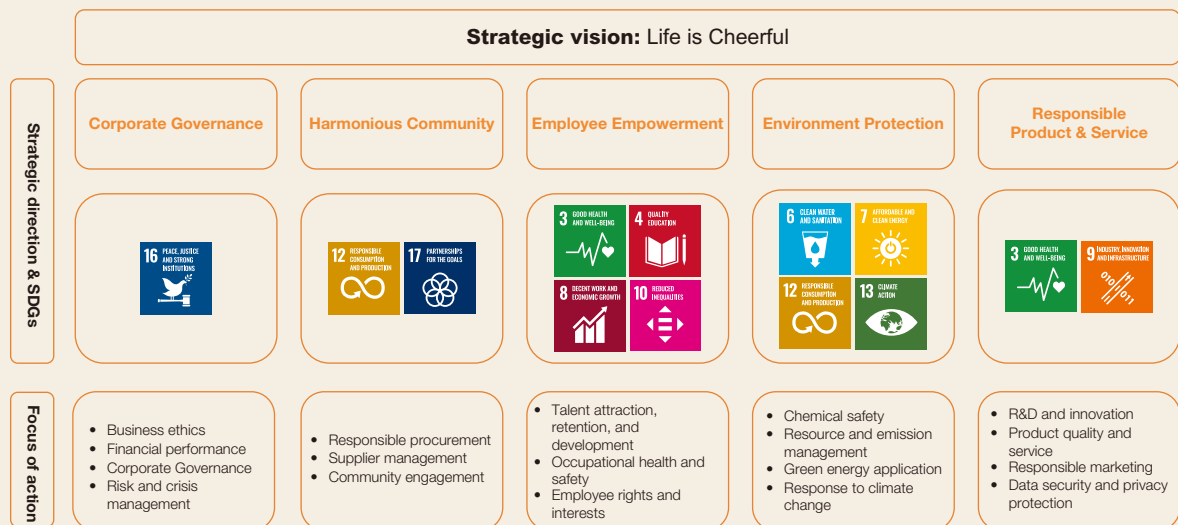 Strategic vision: Life is Cheerful
Strategic direction & SDGs
Corporate Governance
Harmonious Community
Employee Empowerment
Environment Protection
Responsible
Product & Service
16 PEACE, JUSTICE
AND STRONG
INSTITUTIONS
12 RESPONSIBLE
CONSUMPTION
AND PRODUCTION
17 PARTNERSHIPS
FOR THE GOALS
3 GOOD HEALTH
AND WELL-BEING
4 QUALITY
EDUCATION
8 DECENT WORK AND
ECONOMIC GROWTH
10 REDUCED
INEQUALITIES
6 CLEAN WATER
AND SANITATION
7 AFFORDABLE AND
CLEAN ENERGY
12 RESPONSIBLE
CONSUMPTION
AND PRODUCTION
13 CLIMATE
ACTION
3 GOOD HEALTH
AND WELL-BEING
9 INDUSTRY, INNOVATION
AND INFRASTRUCTURE
010
011
Focus of action
• Business ethics
• Financial performance
• Corporate Governance
• Risk and crisis
management
• Responsible procurement
• Supplier management
• Community engagement
• Talent attraction,
retention, and
development
• Occupational health and
safety
• Employee rights and
interests
• Chemical safety
• Resource and emission
management
• Green energy application
• Response to climate
change
• R&D and innovation
• Product quality and
service
• Responsible marketing
• Data security and privacy
protection